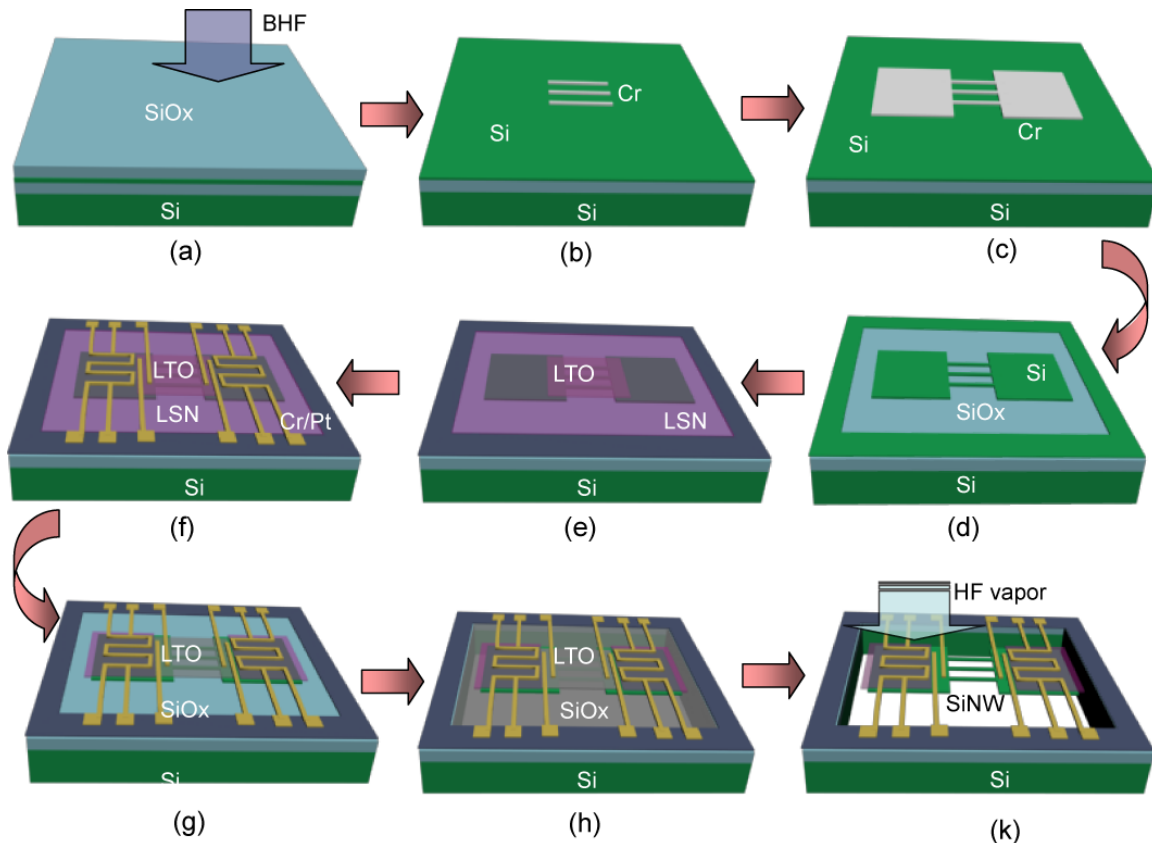 BHF
SiOx
Si
(a)
Cr
Si
Si
(b)
Cr
Si
Si
(c)
LTO
LSN
Cr/Pt
Si
(f)
LTO
LSN
Si
(e)
Si
SiOx
Si
(d)
LTO
SiOx
Si
(g)
LTO
SiOx
Si
(h)
HF vapor
SiNW
Si
(k)